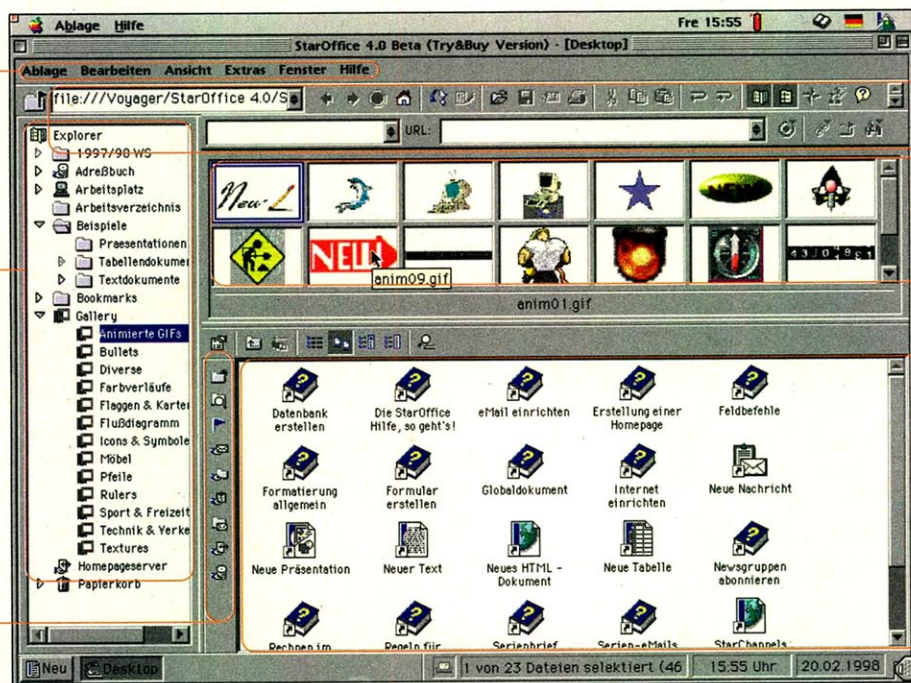 Ablage Hilfe Fre 15:55
StarOffice 4.0 Beta (Try&Buy Version) - [Desktop]
Ablage Bearbeiten Ansicht Extras Fenster Hilfe
file:///Voyager/StarOffice 4.0/S
URL:
Explorer
1997/98 WS
Adreßbuch
Arbeitsplatz
Arbeitsverzeichnis
Beispiele
Praesentationen
Tabellendokumer
Textdokumente
Bookmarks
Gallery
Animierte GIFs
Bullets
Diverse
Farbverläufe
Flaggen & Karter
Flußdiagramm
Icons & Symbole
Möbel
Pfeile
Rulers
Sport & Freizeit
Technik & Verke
Textures
Homepageserver
Papierkorb
New
NEW
NEU!
anim09.gif
anim01.gif
Datenbank
erstellen
Die StarOffice
Hilfe, so geht's!
eMail einrichten
Erstellung einer
Homepage
Feldbefehle
Formatierung
allgemein
Formular
erstellen
Globaldokument
Internet
einrichten
Neue Nachricht
Neue Präsentation
Neuer Text
Neues HTML -
Dokument
Neue Tabelle
Newsgruppen
abonnieren
Rechnen im
Regeln für
Serienbrief
Serien-eMails
StarChannels
Neu Desktop 1 von 23 Dateien selektiert (46 15:55 Uhr 20.02.1998